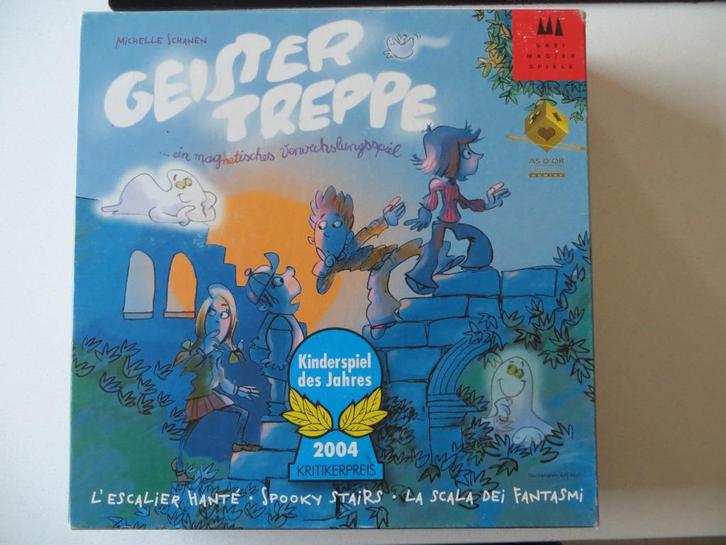 MICHELLE SCHANEN
GEISTER
TREPPE
... ein magnetisches Verwechslungsspiel
DREI
MAGIER
SPIELE
AS D'OR
Kinderspiel
des Jahres
2004
KRITIKERPREIS
L'ESCALIER HANTÉ · SPOOKY STAIRS · LA SCALA DEI FANTASMI